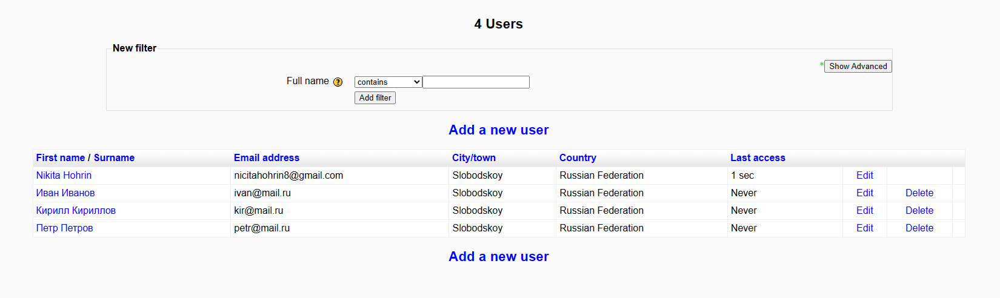 4 Users
New filter
*Show Advanced
Full name ? contains
Add filter
Add a new user
First name / Surname Email address City/town Country Last access
Nikita Hohrin nicitahohrin8@gmail.com Slobodskoy Russian Federation 1 sec Edit
Иван Иванов ivan@mail.ru Slobodskoy Russian Federation Never Edit Delete
Кирилл Кириллов kir@mail.ru Slobodskoy Russian Federation Never Edit Delete
Петр Петров petr@mail.ru Slobodskoy Russian Federation Never Edit Delete
Add a new user